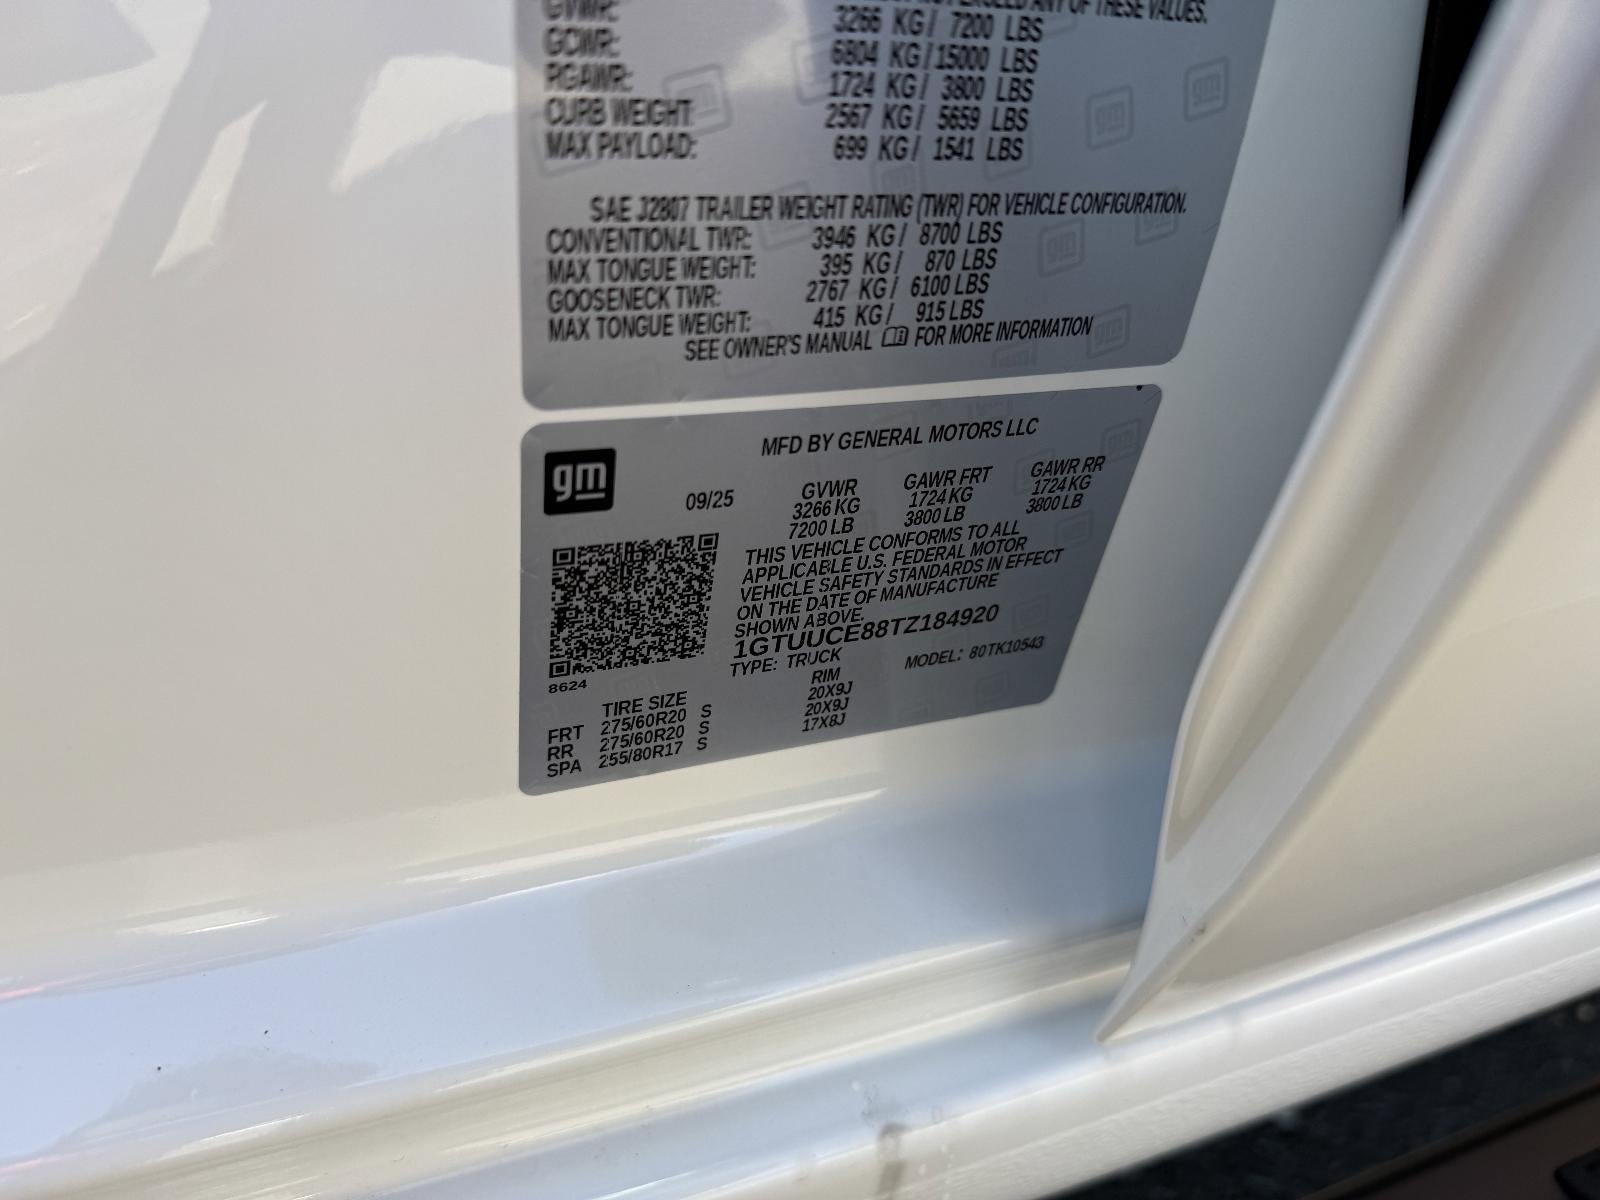 NOT EXCEED ANY OF THESE VALUES.
GVWR: 3266 KG / 7200 LBS
GCWR: 6804 KG / 15000 LBS
RGAWR: 1724 KG / 3800 LBS
CURB WEIGHT: 2567 KG / 5659 LBS
MAX PAYLOAD: 699 KG / 1541 LBS
SAE J2807 TRAILER WEIGHT RATING (TWR) FOR VEHICLE CONFIGURATION.
CONVENTIONAL TWR: 3946 KG / 8700 LBS
MAX TONGUE WEIGHT: 395 KG / 870 LBS
GOOSENECK TWR: 2767 KG / 6100 LBS
MAX TONGUE WEIGHT: 415 KG / 915 LBS
SEE OWNER'S MANUAL FOR MORE INFORMATION
MFD BY GENERAL MOTORS LLC
gm
09/25
GVWR GAWR FRT GAWR RR
3266 KG 1724 KG 1724 KG
7200 LB 3800 LB 3800 LB
THIS VEHICLE CONFORMS TO ALL
APPLICABLE U.S. FEDERAL MOTOR
VEHICLE SAFETY STANDARDS IN EFFECT
ON THE DATE OF MANUFACTURE
SHOWN ABOVE.
1GTUUCE88TZ184920
TYPE: TRUCK MODEL: 80TK10543
8624
TIRE SIZE RIM
FRT 275/60R20 S 20X9J
RR 275/60R20 S 20X9J
SPA 255/80R17 S 17X8J